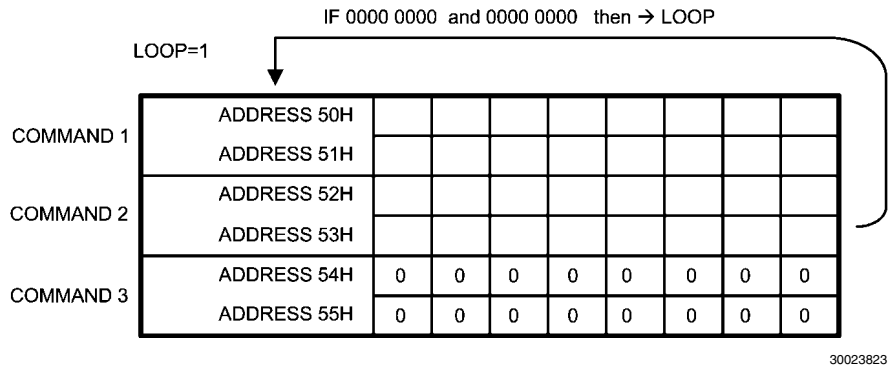 IF 0000 0000 and 0000 0000 then → LOOP
LOOP=1
COMMAND 1
ADDRESS 50H
ADDRESS 51H
COMMAND 2
ADDRESS 52H
ADDRESS 53H
COMMAND 3
ADDRESS 54H 0 0 0 0 0 0 0 0
ADDRESS 55H 0 0 0 0 0 0 0 0
30023823